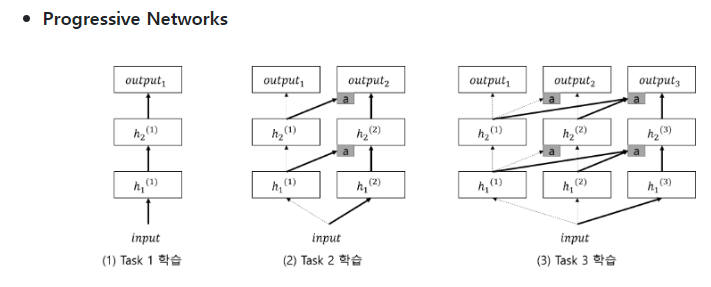 • Progressive Networks
output₁ output₁ output₂ output₁ output₂ output₃
a a a
h₂⁽¹⁾ h₂⁽¹⁾ h₂⁽²⁾ h₂⁽¹⁾ h₂⁽²⁾ h₂⁽³⁾
a a a
h₁⁽¹⁾ h₁⁽¹⁾ h₁⁽²⁾ h₁⁽¹⁾ h₁⁽²⁾ h₁⁽³⁾
input input input
(1) Task 1 학습 (2) Task 2 학습 (3) Task 3 학습